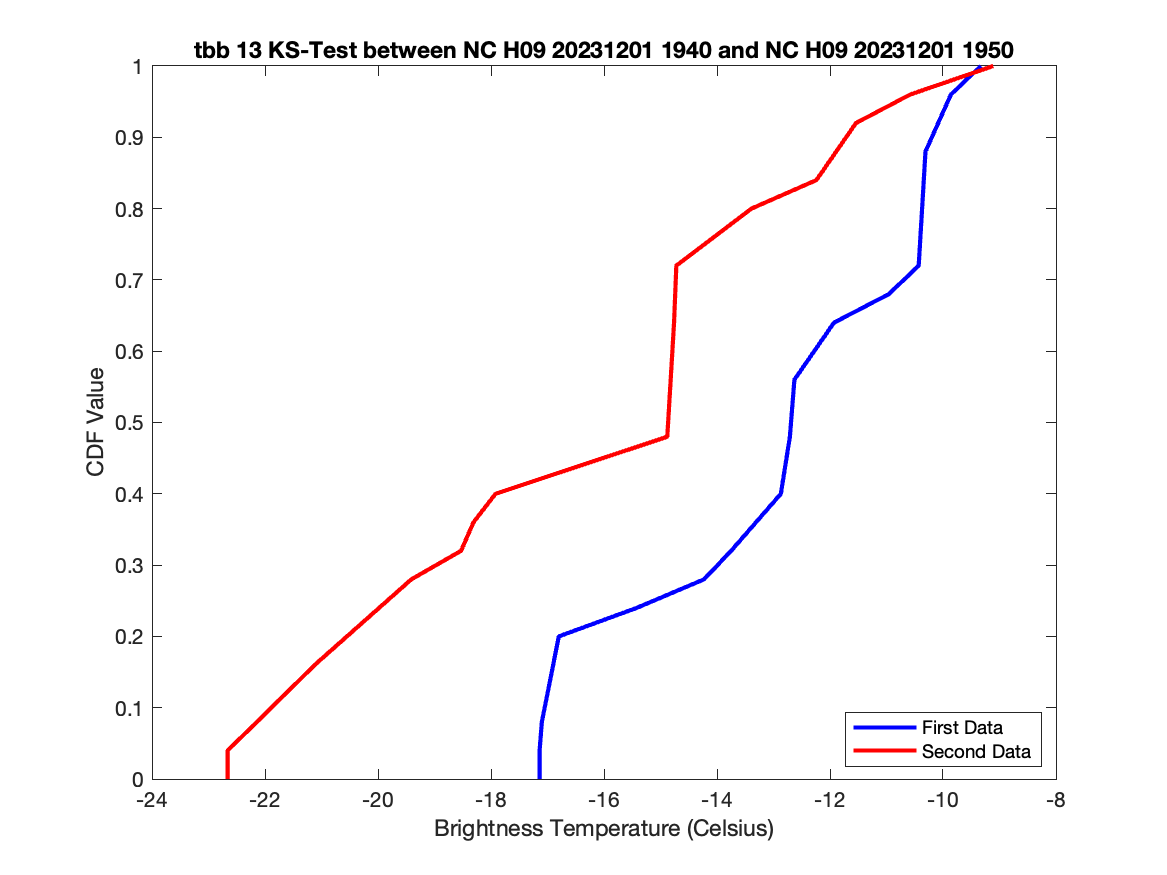 tbb 13 KS-Test between NC H09 20231201 1940 and NC H09 20231201 1950
1
0.9
0.8
0.7
0.6
0.5
0.4
0.3
0.2
0.1
0
CDF Value
First Data
Second Data
-24 -22 -20 -18 -16 -14 -12 -10 -8
Brightness Temperature (Celsius)